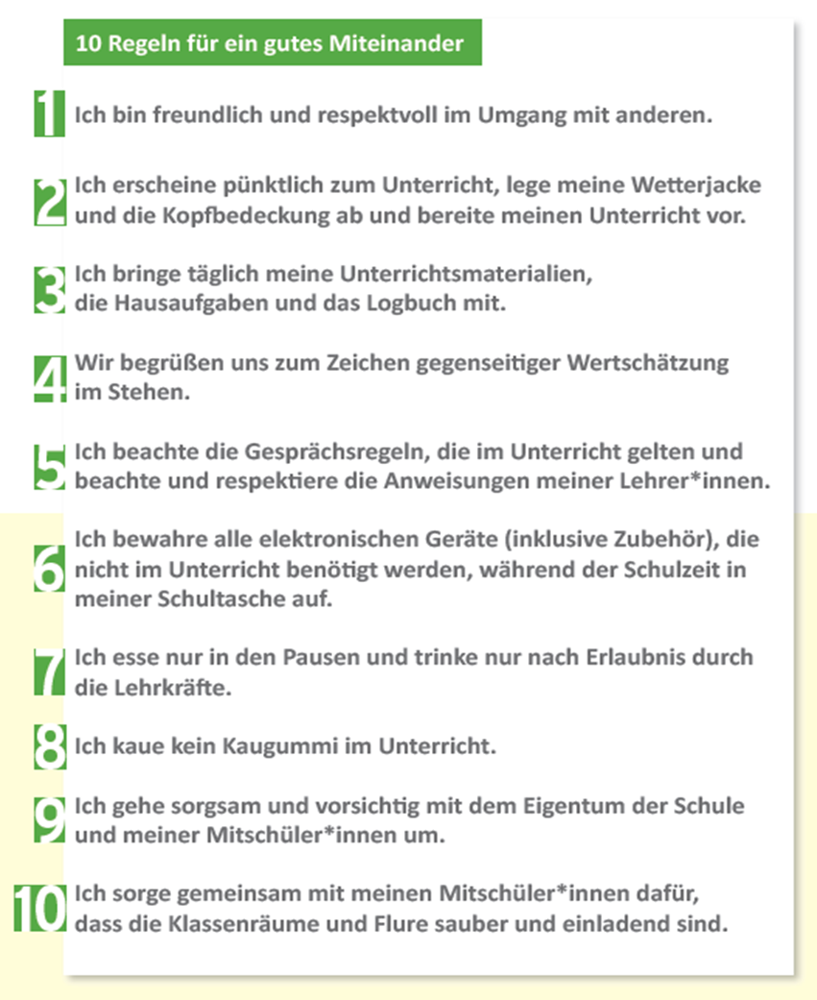 10 Regeln für ein gutes Miteinander
1 Ich bin freundlich und respektvoll im Umgang mit anderen.
2 Ich erscheine pünktlich zum Unterricht, lege meine Wetterjacke
und die Kopfbedeckung ab und bereite meinen Unterricht vor.
3 Ich bringe täglich meine Unterrichtsmaterialien,
die Hausaufgaben und das Logbuch mit.
4 Wir begrüßen uns zum Zeichen gegenseitiger Wertschätzung
im Stehen.
5 Ich beachte die Gesprächsregeln, die im Unterricht gelten und
beachte und respektiere die Anweisungen meiner Lehrer*innen.
6 Ich bewahre alle elektronischen Geräte (inklusive Zubehör), die
nicht im Unterricht benötigt werden, während der Schulzeit in
meiner Schultasche auf.
7 Ich esse nur in den Pausen und trinke nur nach Erlaubnis durch
die Lehrkräfte.
8 Ich kaue kein Kaugummi im Unterricht.
9 Ich gehe sorgsam und vorsichtig mit dem Eigentum der Schule
und meiner Mitschüler*innen um.
10 Ich sorge gemeinsam mit meinen Mitschüler*innen dafür,
dass die Klassenräume und Flure sauber und einladend sind.